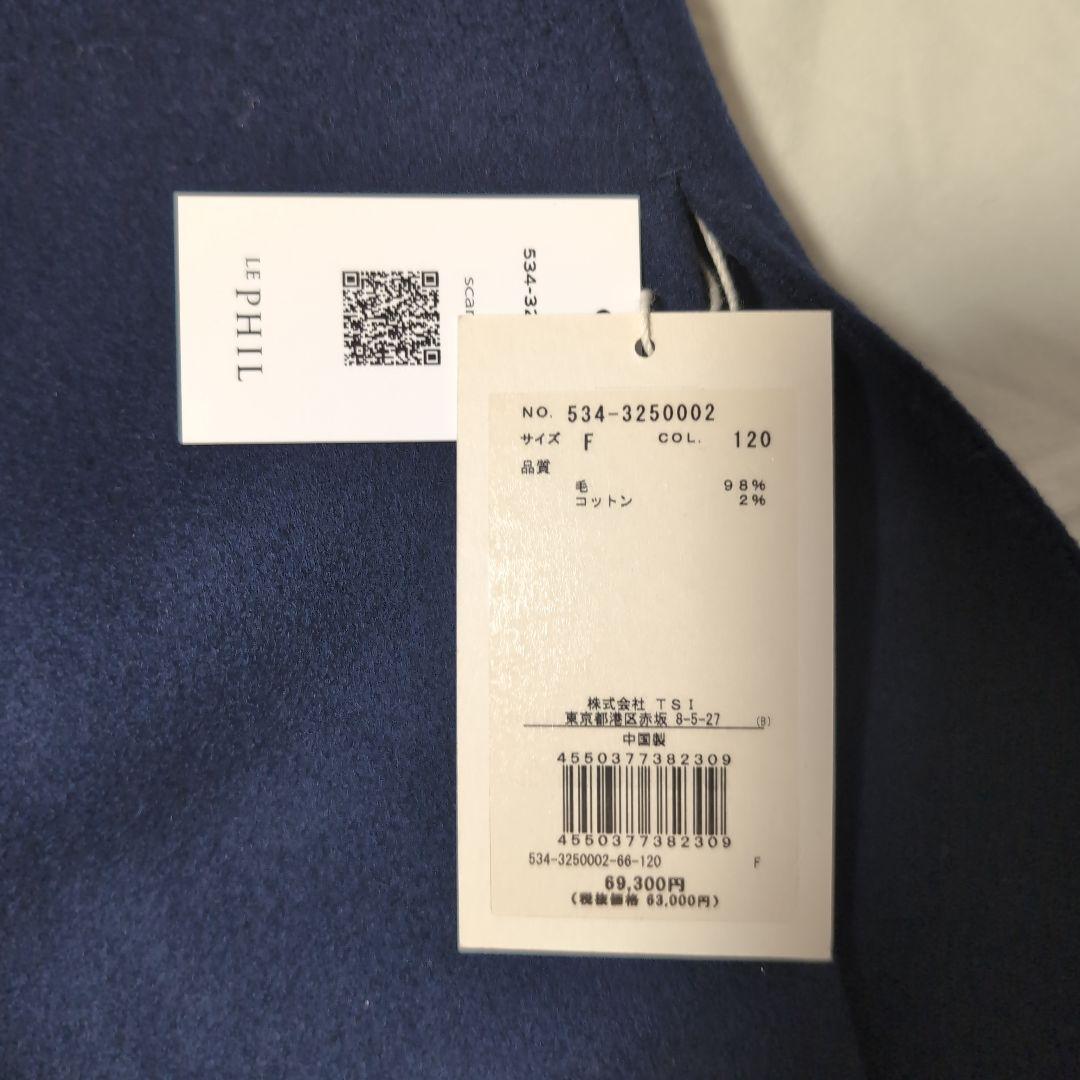 LE PHIL
scan
534-32
NO. 534-3250002
サイズ F COL. 120
品質
毛 98%
コットン 2%
株式会社 TSI
東京都港区赤坂 8-5-27 (B)
中国製
4550377382309
4550377382309
534-3250002-66-120 F
69,300円
(税抜価格 63,000円)